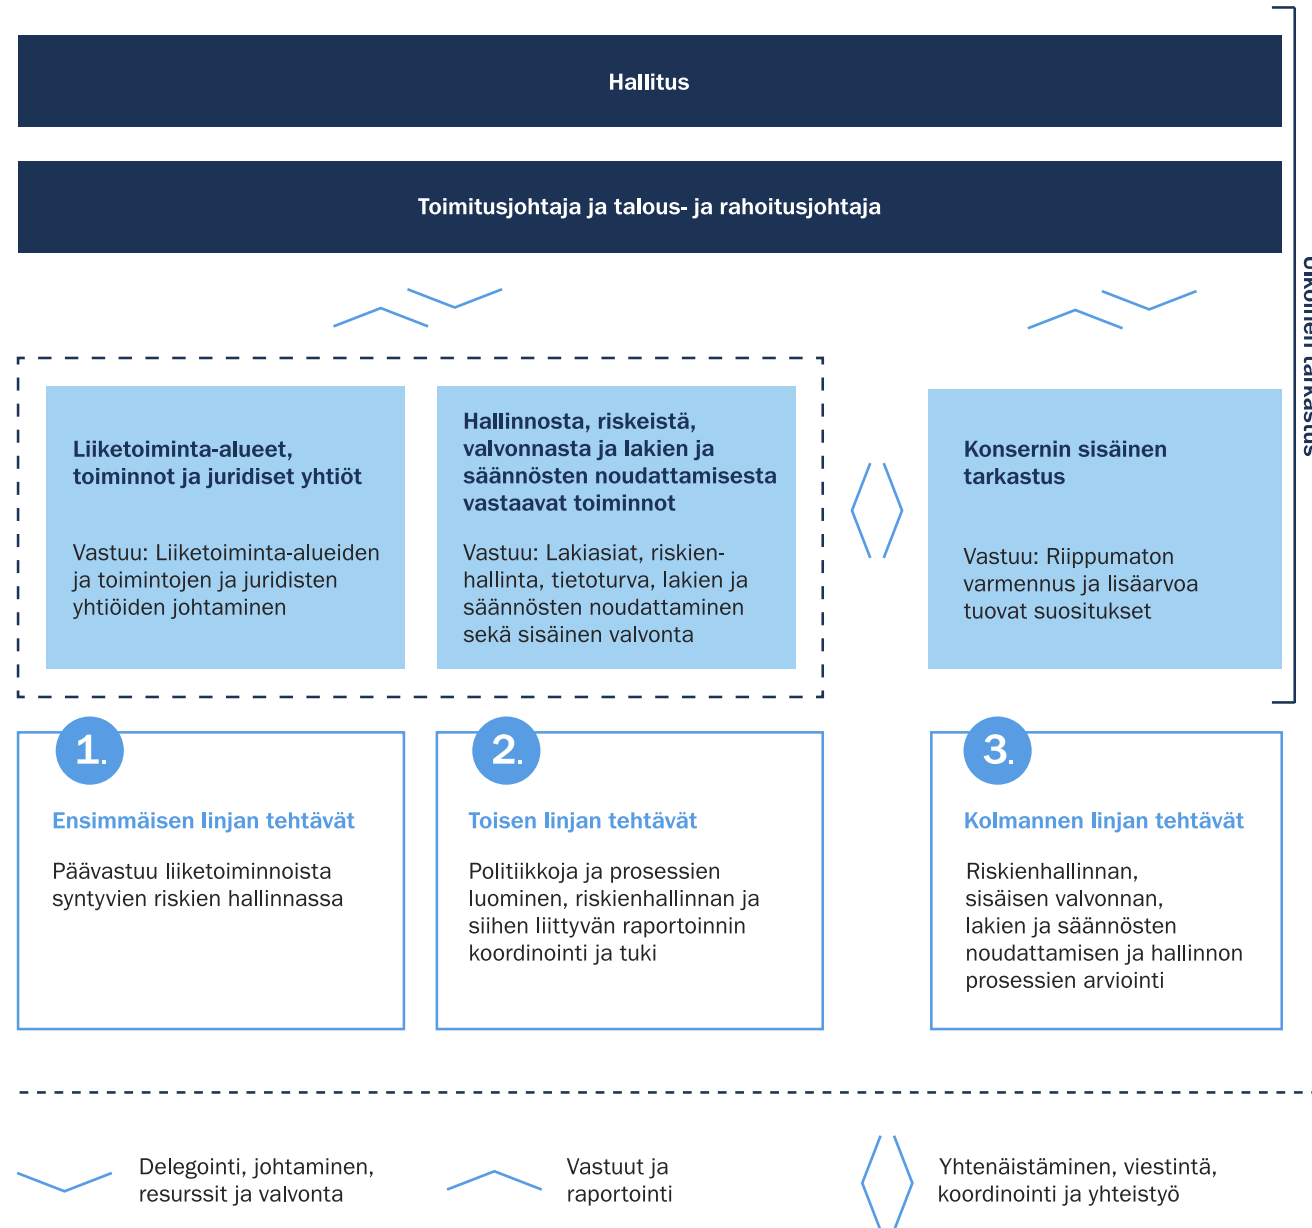 Hallitus
Toimitusjohtaja ja talous- ja rahoitusjohtaja
tarkastus
Liiketoiminta-alueet,
toiminnot ja juridiset yhtiöt
Vastuu: Liiketoiminta-alueiden
ja toimintojen ja juridisten
yhtiöiden johtaminen
Hallinnosta, riskeistä,
valvonnasta ja lakien ja
säännösten noudattamisesta
vastaavat toiminnot
Vastuu: Lakiasiat, riskien-
hallinta, tietoturva, lakien ja
säännösten noudattaminen
sekä sisäinen valvonta
Konsernin sisäinen
tarkastus
Vastuu: Riippumaton
varmennus ja lisäarvoa
tuovat suositukset
1.
Ensimmäisen linjan tehtävät
Päävastuu liiketoiminnoista
syntyvien riskien hallinnassa
2.
Toisen linjan tehtävät
Politiikkoja ja prosessien
luominen, riskienhallinnan ja
siihen liittyvän raportoinnin
koordinointi ja tuki
3.
Kolmannen linjan tehtävät
Riskienhallinnan,
sisäisen valvonnan,
lakien ja säännösten
noudattamisen ja hallinnon
prosessien arviointi
Delegointi, johtaminen,
resurssit ja valvonta
Vastuut ja
raportointi
Yhtenäistäminen, viestintä,
koordinointi ja yhteistyö